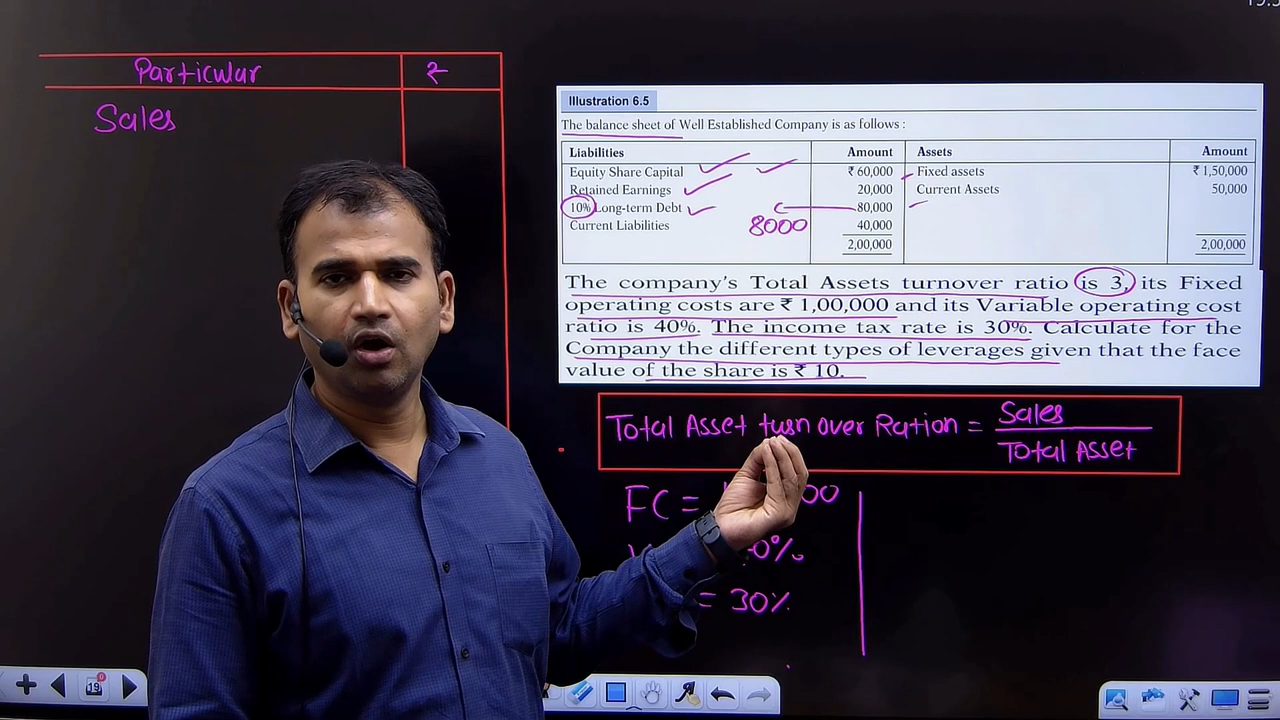 Particular ₹
Sales
Illustration 6.5
The balance sheet of Well Established Company is as follows :
Liabilities Amount Assets Amount
Equity Share Capital ₹ 60,000 Fixed assets ₹ 1,50,000
Retained Earnings 20,000 Current Assets 50,000
10% Long-term Debt 80,000
8000
Current Liabilities 40,000
2,00,000 2,00,000
The company's Total Assets turnover ratio is 3, its Fixed
operating costs are ₹ 1,00,000 and its Variable operating cost
ratio is 40%. The income tax rate is 30%. Calculate for the
Company the different types of leverages given that the face
value of the share is ₹ 10.
Total Asset turn over Ration = Sales
Total Asset
FC =
= 30%
19